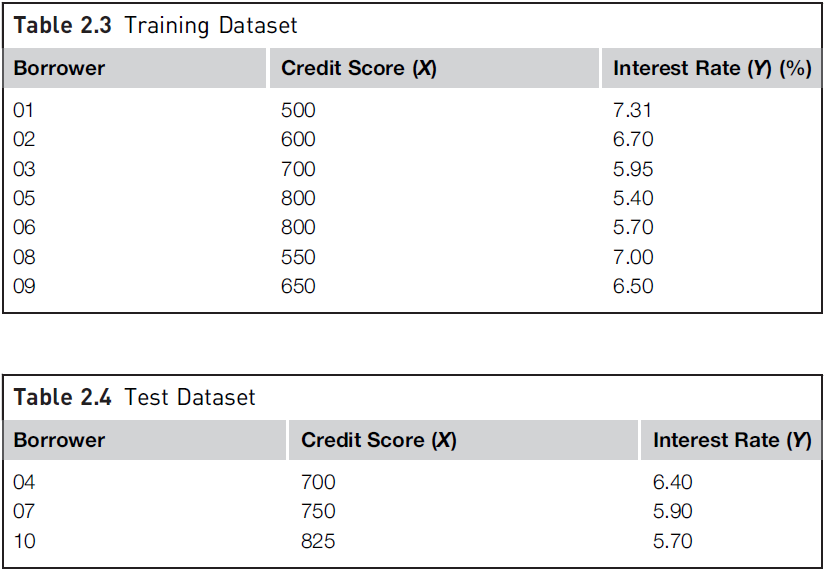 Table 2.3 Training Dataset
Borrower Credit Score (X) Interest Rate (Y) (%)
01 500 7.31
02 600 6.70
03 700 5.95
05 800 5.40
06 800 5.70
08 550 7.00
09 650 6.50
Table 2.4 Test Dataset
Borrower Credit Score (X) Interest Rate (Y)
04 700 6.40
07 750 5.90
10 825 5.70